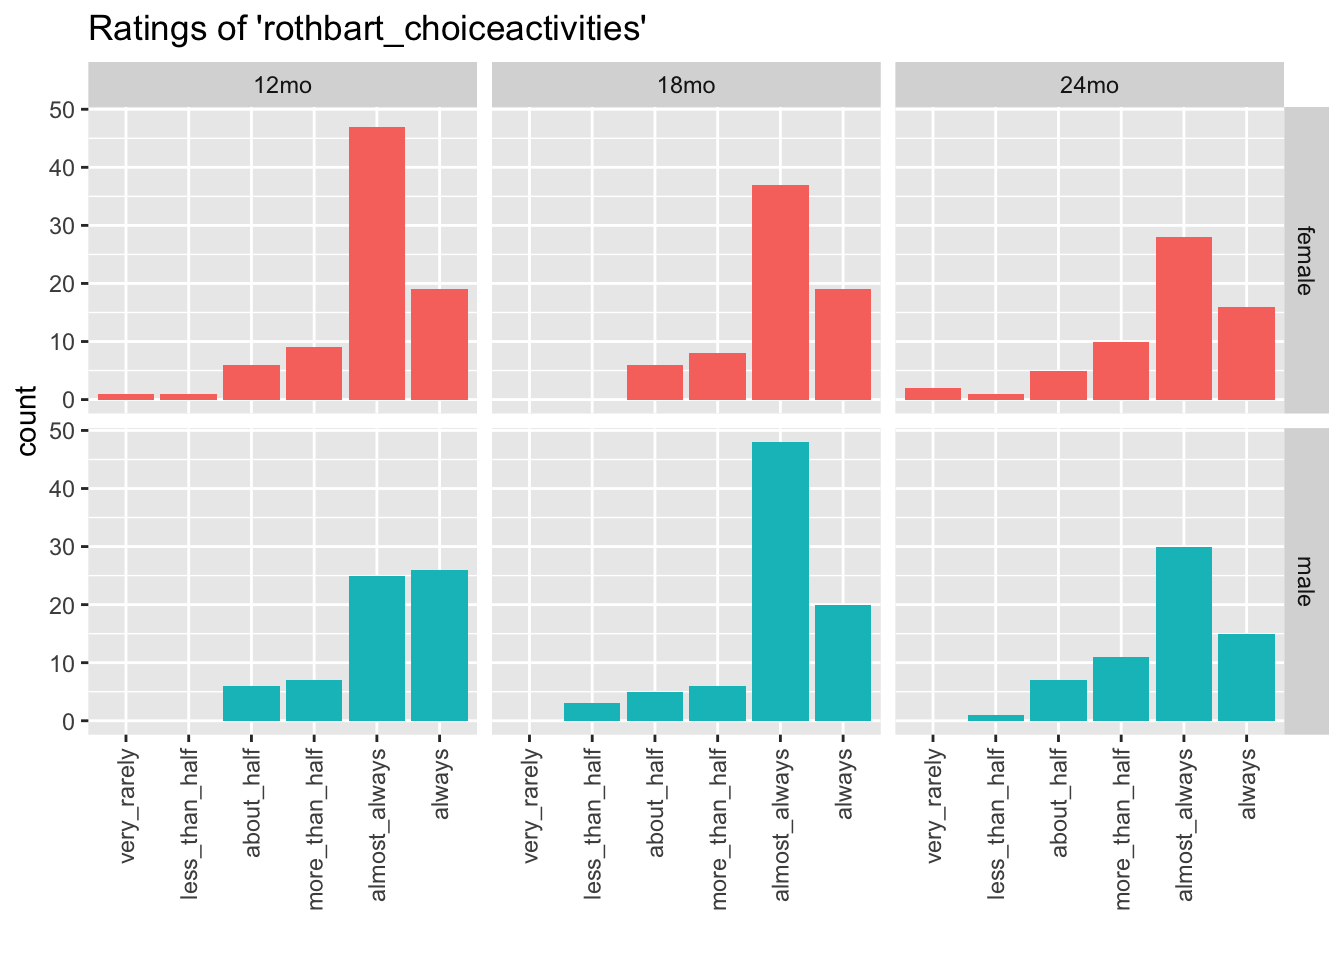 Ratings of 'rothbart_choiceactivities'
12mo 18mo 24mo
50
40
30
20
10
0
female
50
40
30
20
10
0
male
count
very_rarely
less_than_half
about_half
more_than_half
almost_always
always
very_rarely
less_than_half
about_half
more_than_half
almost_always
always
very_rarely
less_than_half
about_half
more_than_half
almost_always
always